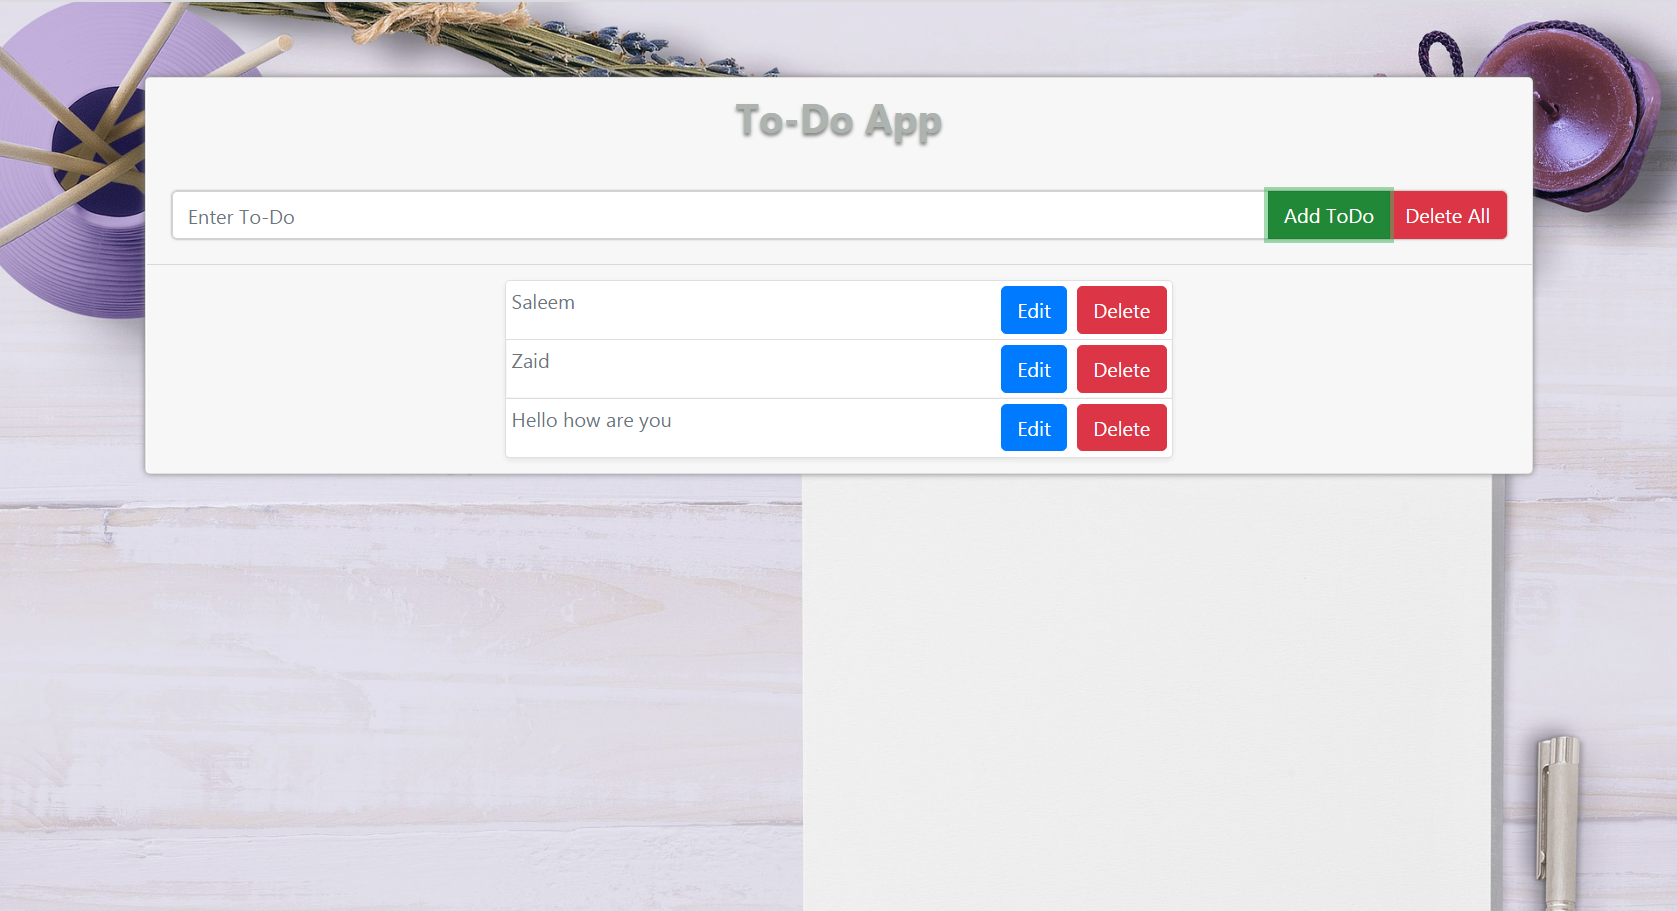 To-Do App
Enter To-Do Add ToDo Delete All
Saleem Edit Delete
Zaid Edit Delete
Hello how are you Edit Delete